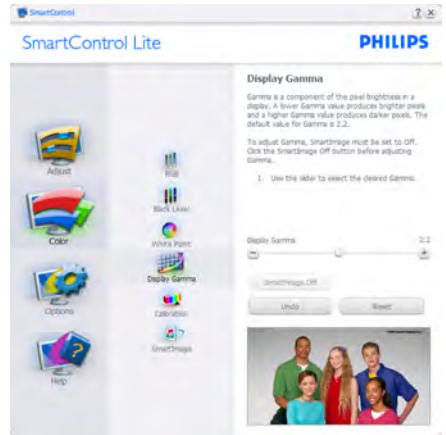 SmartControl
SmartControl Lite
PHILIPS
Adjust
Color
Options
Help
RGB
Black Level
White Point
Display Gamma
Calibration
SmartImage
Display Gamma
Gamma is a component of the pixel brightness in a
display. A lower Gamma value produces brighter pixels
and a higher Gamma value produces darker pixels. The
default value for Gamma is 2.2.
To adjust Gamma, SmartImage must be set to Off.
Click the SmartImage Off button before adjusting
Gamma.
1. Use the slider to select the desired Gamma.
Display Gamma 2.2
SmartImage Off
Undo Reset